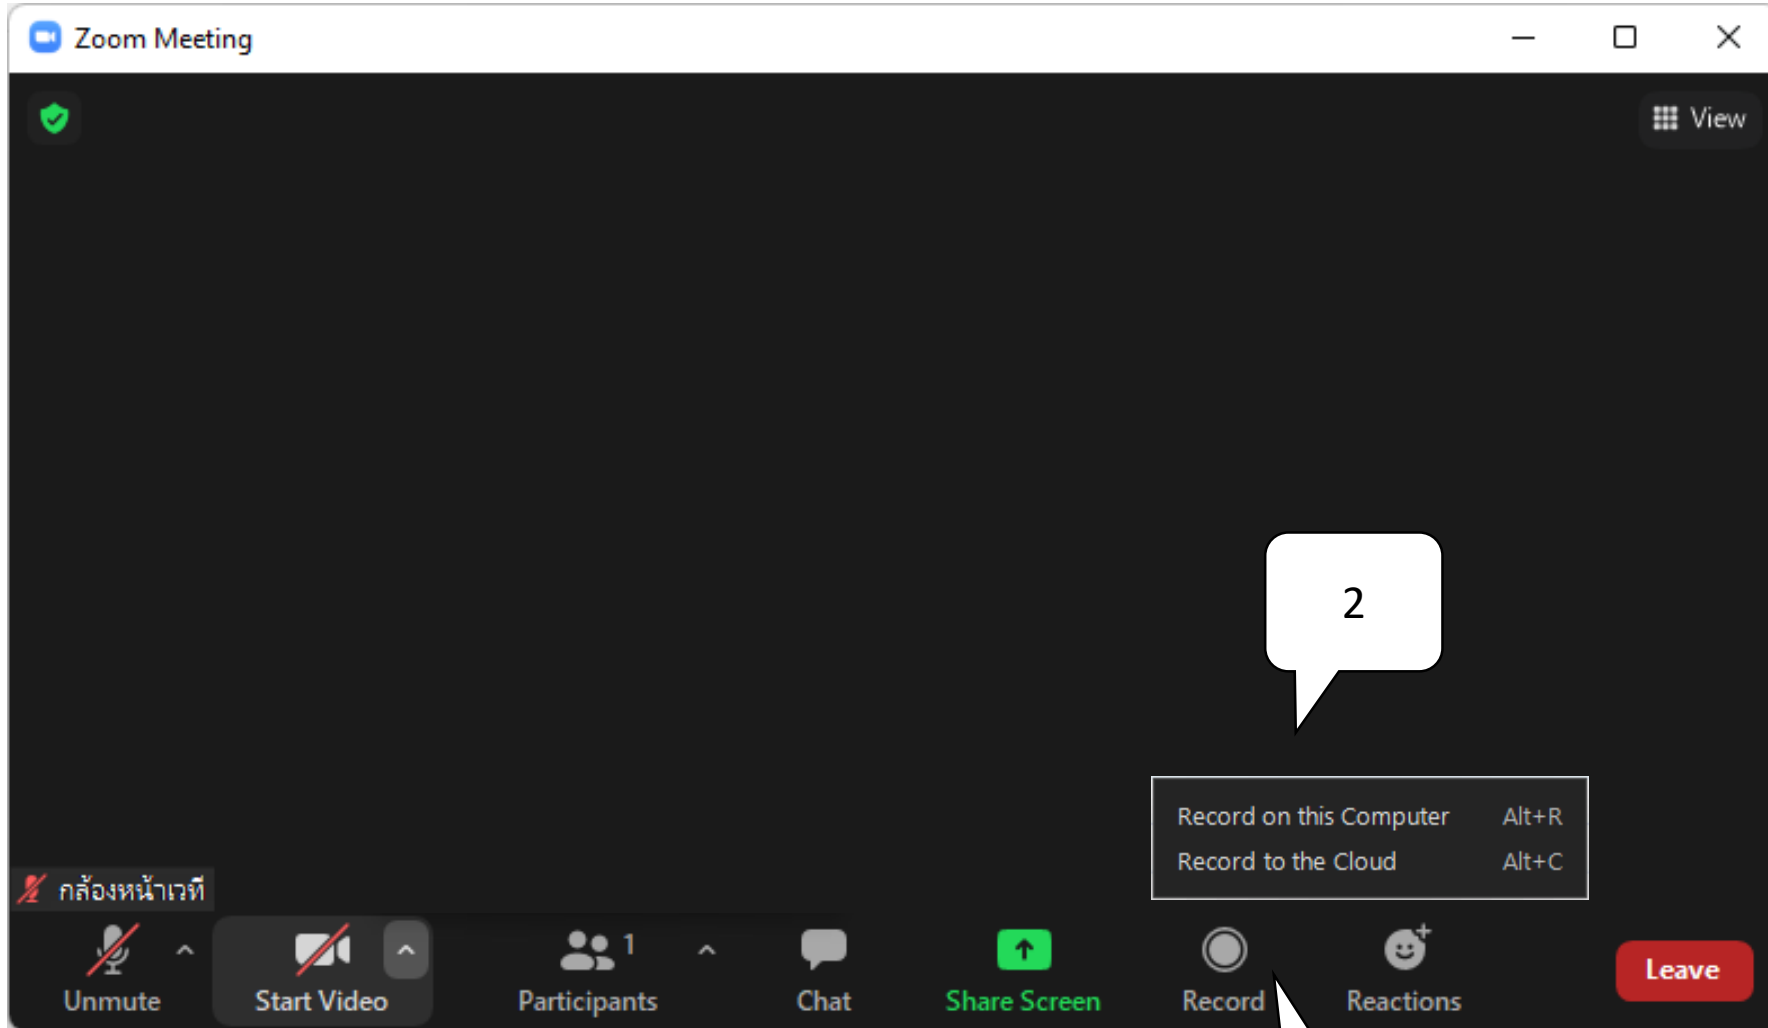 Zoom Meeting
View
2
Record on this Computer Alt+R
Record to the Cloud Alt+C
กล้องหน้าเวที
1
Unmute Start Video Participants Chat Share Screen Record Reactions Leave